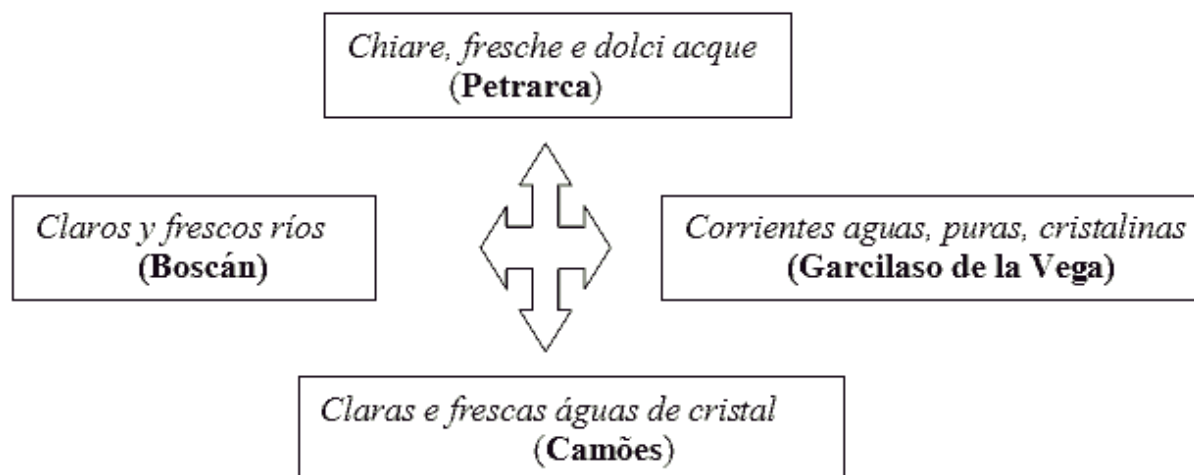 Chiare, fresche e dolci acque
(Petrarca)
Claros y frescos ríos
(Boscán)
Corrientes aguas, puras, cristalinas
(Garcilaso de la Vega)
Claras e frescas águas de cristal
(Camões)